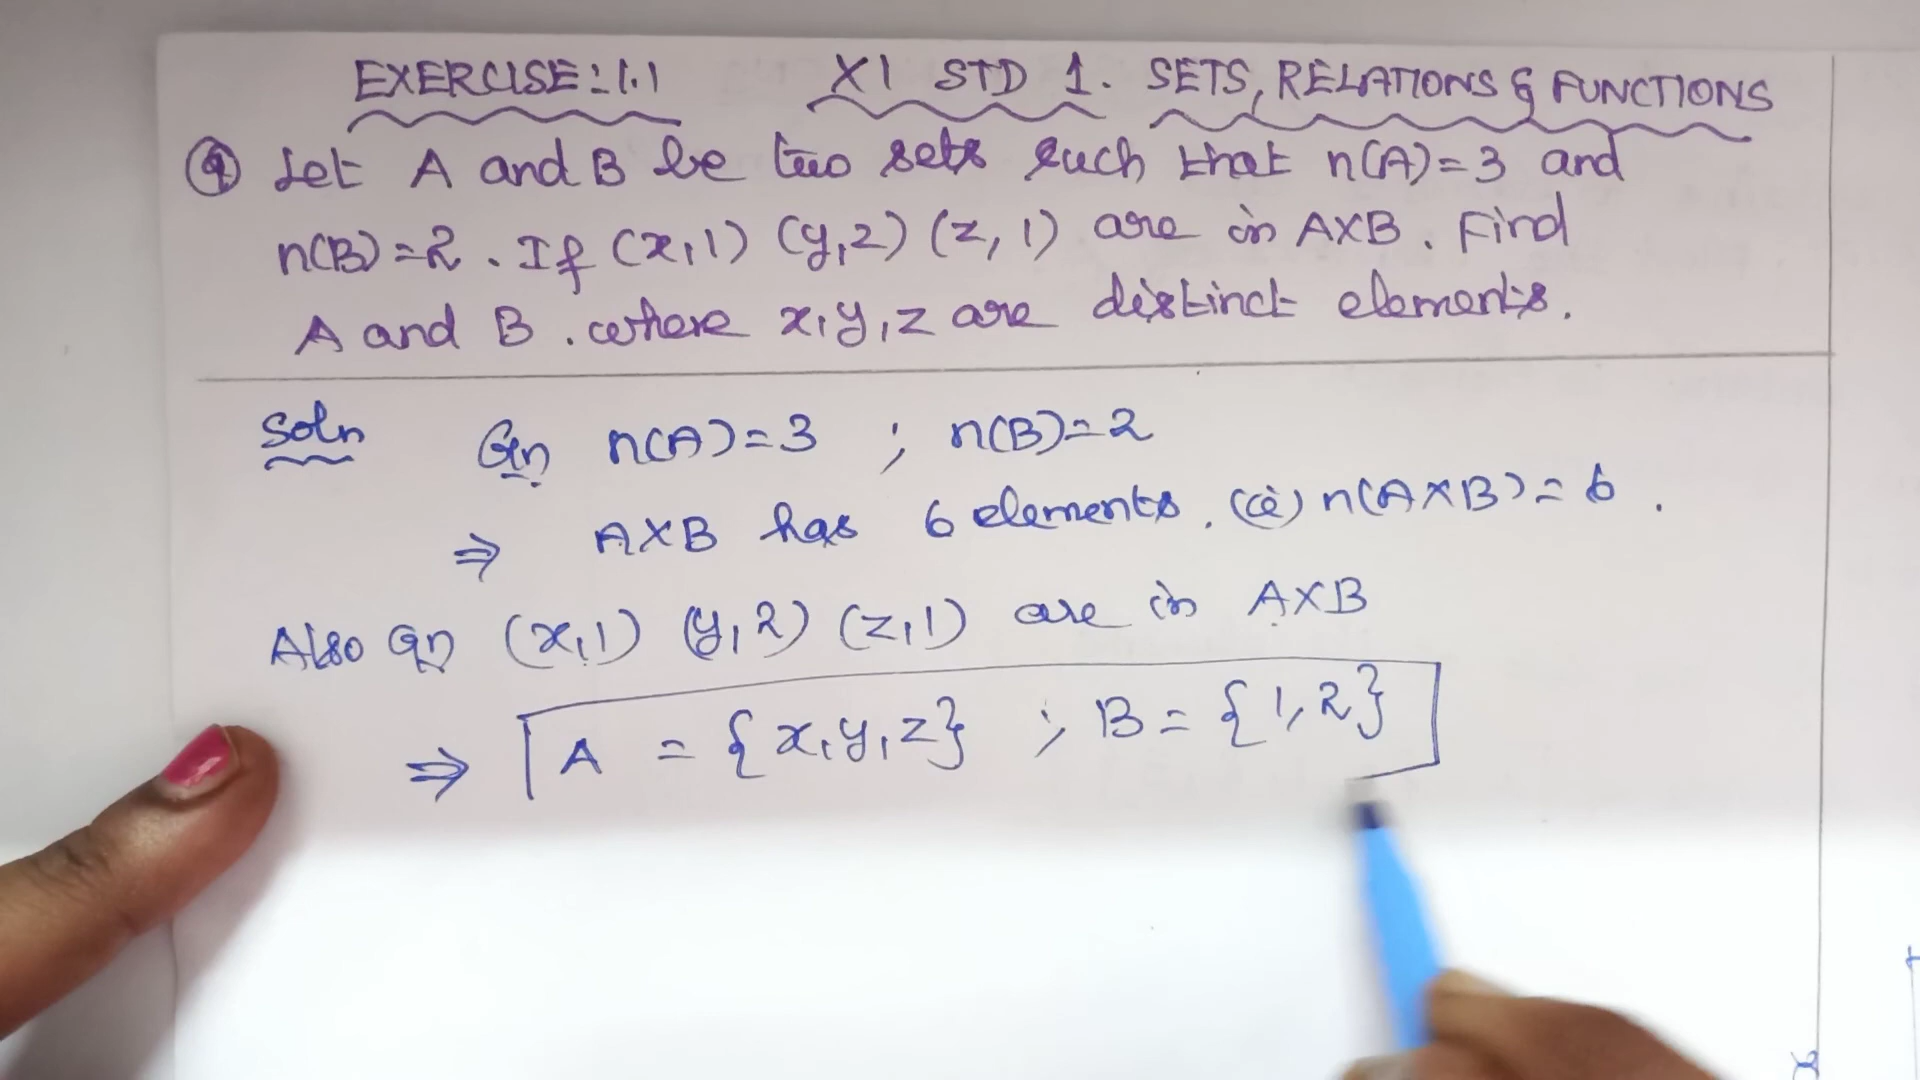 EXERCISE: 1.1 XI STD 1. SETS, RELATIONS & FUNCTIONS
9 Let A and B be two sets such that n(A)=3 and
n(B)=2. If (x,1) (y,2) (z,1) are in A×B. Find
A and B. where x,y,z are distinct elements.
Soln Gn n(A)=3 ; n(B)=2
⇒ A×B has 6 elements. (ie) n(A×B)=6.
Also Gn (x,1) (y,2) (z,1) are in A×B
⇒ A = {x,y,z} ; B = {1,2}